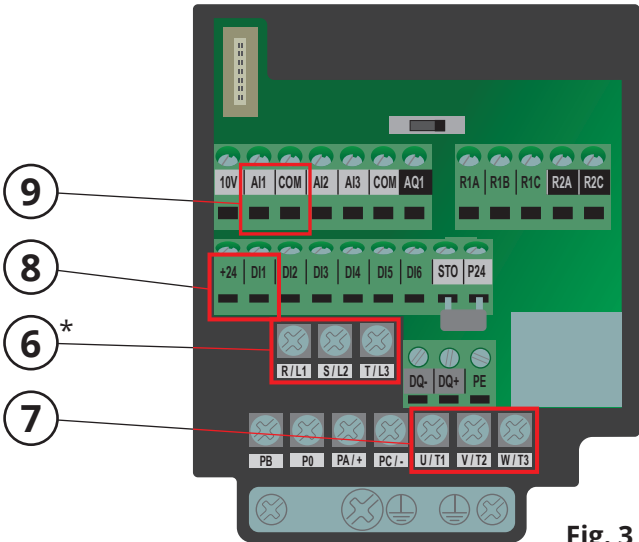 10V AI1 COM AI2 AI3 COM AQ1 R1A R1B R1C R2A R2C
9
+24 DI1 DI2 DI3 DI4 DI5 DI6 STO P24
8
6*
R / L1 S / L2 T / L3
DQ- DQ+ PE
7
PB P0 PA / + PC / - U / T1 V / T2 W / T3
Fig. 3